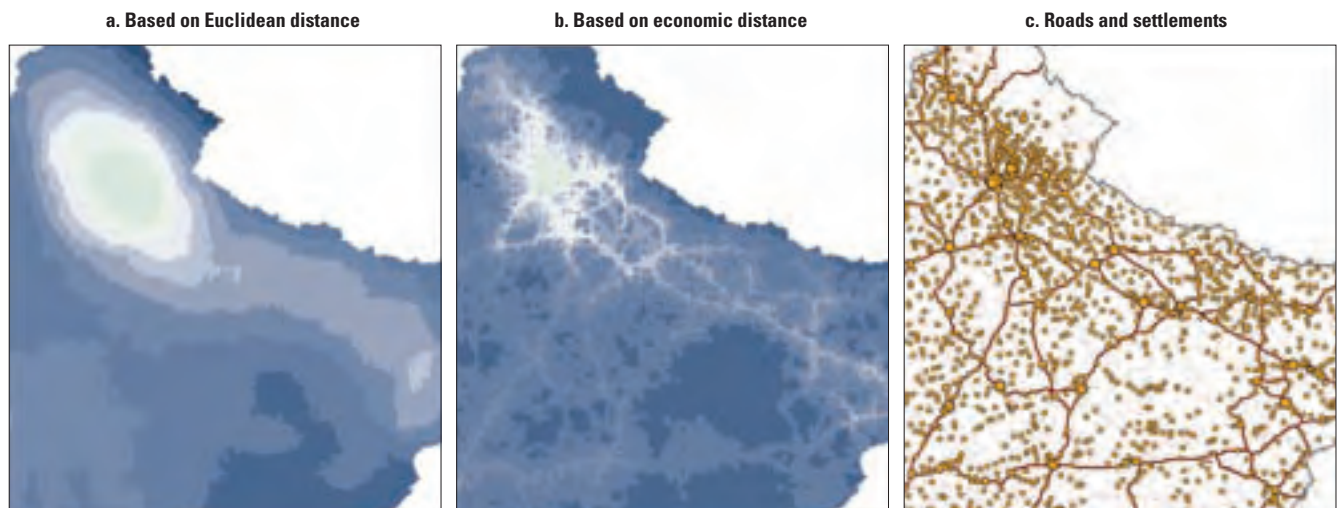 a. Based on Euclidean distance
b. Based on economic distance
c. Roads and settlements